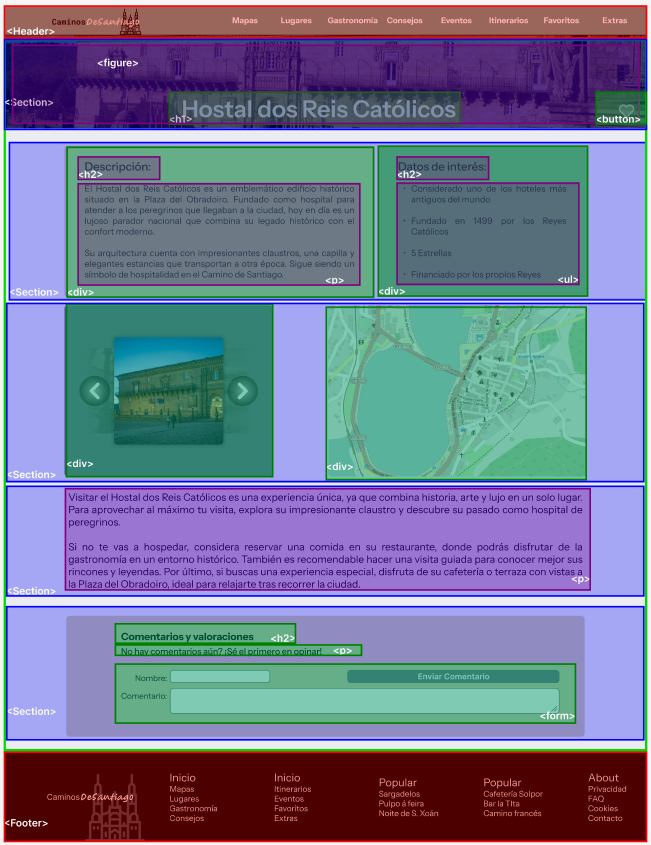 CaminosDeSantiago
Mapas Lugares Gastronomía Consejos Eventos Itinerarios Favoritos Extras
<Header>
<figure>
<Section>
Hostal dos Reis Católicos
<h1>
<button>
Descripción:
<h2>
El Hostal dos Reis Católicos es un emblemático edificio histórico
situado en la Plaza del Obradoiro. Fundado como hospital para
atender a los peregrinos que llegaban a la ciudad, hoy en día es un
lujoso parador nacional que combina su legado histórico con el
confort moderno.
Su arquitectura cuenta con impresionantes claustros, una capilla y
elegantes estancias que transportan a otra época. Sigue siendo un
símbolo de hospitalidad en el Camino de Santiago.
<p>
<div>
Datos de interés:
<h2>
• Considerado uno de los hoteles más
antiguos del mundo
• Fundado en 1499 por los Reyes
Católicos
• 5 Estrellas
• Financiado por los propios Reyes
<ul>
<div>
<Section>
<div>
<div>
<Section>
Visitar el Hostal dos Reis Católicos es una experiencia única, ya que combina historia, arte y lujo en un solo lugar.
Para aprovechar al máximo tu visita, explora su impresionante claustro y descubre su pasado como hospital de
peregrinos.
Si no te vas a hospedar, considera reservar una comida en su restaurante, donde podrás disfrutar de la
gastronomía en un entorno histórico. También es recomendable hacer una visita guiada para conocer mejor sus
rincones y leyendas. Por último, si buscas una experiencia especial, disfruta de su cafetería o terraza con vistas a
la Plaza del Obradoiro, ideal para relajarte tras recorrer la ciudad.
<p>
<Section>
Comentarios y valoraciones
<h2>
No hay comentarios aún? ¡Sé el primero en opinar!
<p>
Nombre:
Enviar Comentario
Comentario:
<form>
<Section>
CaminosDeSantiago
Inicio
Mapas
Lugares
Gastronomía
Consejos
Inicio
Itinerarios
Eventos
Favoritos
Extras
Popular
Sargadelos
Pulpo á feira
Noite de S. Xoán
Popular
Cafetería Solpor
Bar la TIta
Camino francés
About
Privacidad
FAQ
Cookies
Contacto
<Footer>